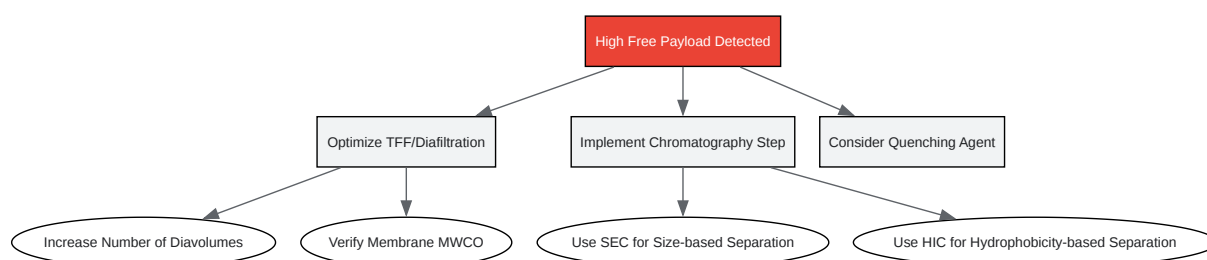 High Free Payload Detected
Optimize TFF/Diafiltration
Implement Chromatography Step
Consider Quenching Agent
Increase Number of Diavolumes
Verify Membrane MWCO
Use SEC for Size-based Separation
Use HIC for Hydrophobicity-based Separation